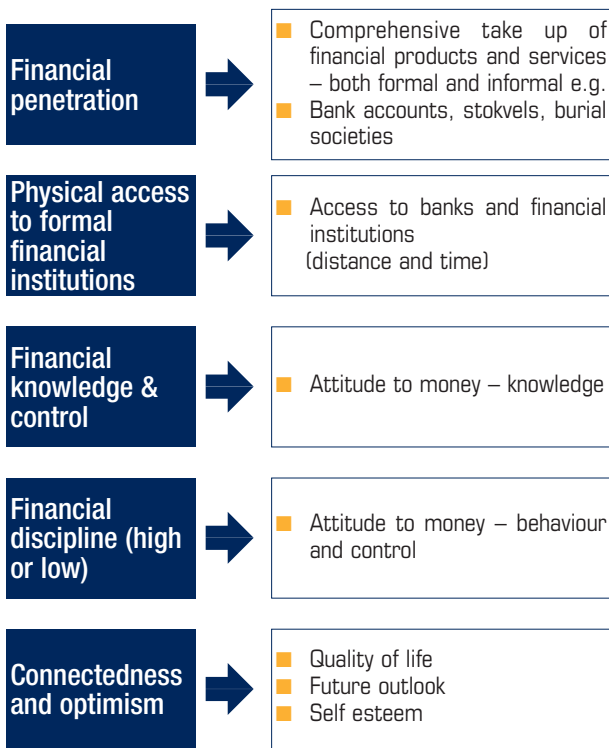 Financial
penetration
Comprehensive take up of
financial products and services
– both formal and informal e.g.
Bank accounts, stokvels, burial
societies
Physical access
to formal
financial
institutions
Access to banks and financial
institutions
(distance and time)
Financial
knowledge &
control
Attitude to money – knowledge
Financial
discipline (high
or low)
Attitude to money – behaviour
and control
Connectedness
and optimism
Quality of life
Future outlook
Self esteem